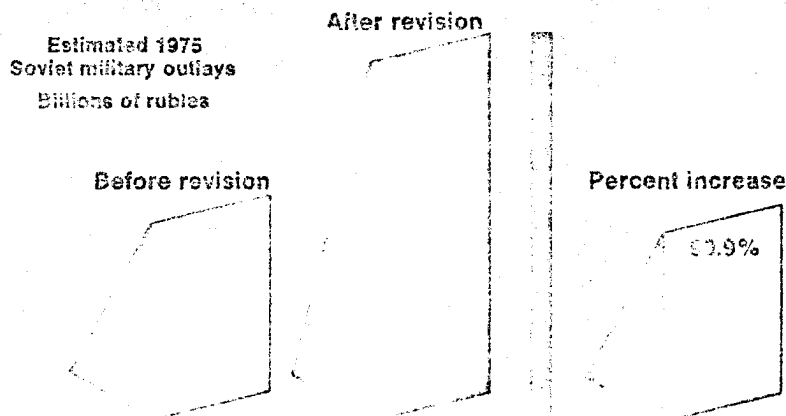 After revision
Estimated 1975
Soviet military outlays
Billions of rubles
Before revision
Percent increase